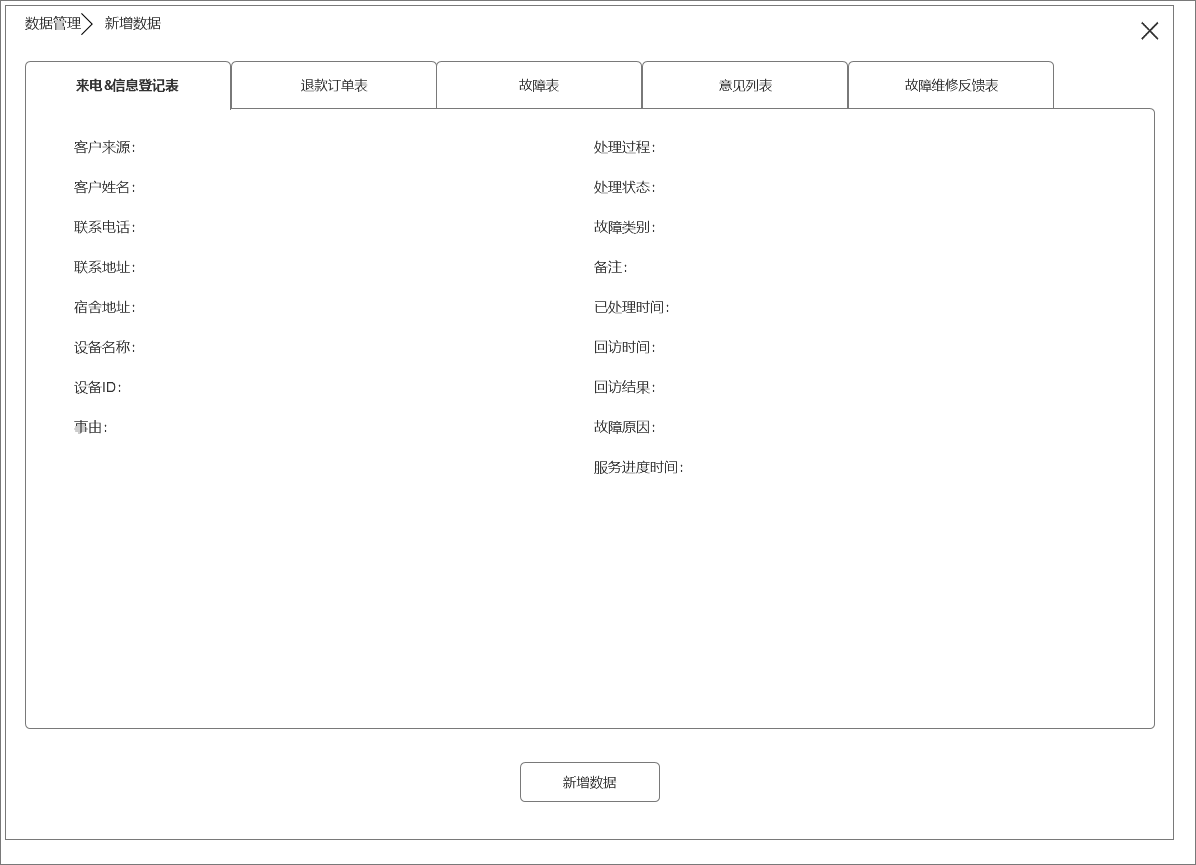 数据管理 新增数据
来电&信息登记表 退款订单表 故障表 意见列表 故障维修反馈表
客户来源：
客户姓名：
联系电话：
联系地址：
宿舍地址：
设备名称：
设备ID：
事由：
处理过程：
处理状态：
故障类别：
备注：
已处理时间：
回访时间：
回访结果：
故障原因：
服务进度时间：
新增数据